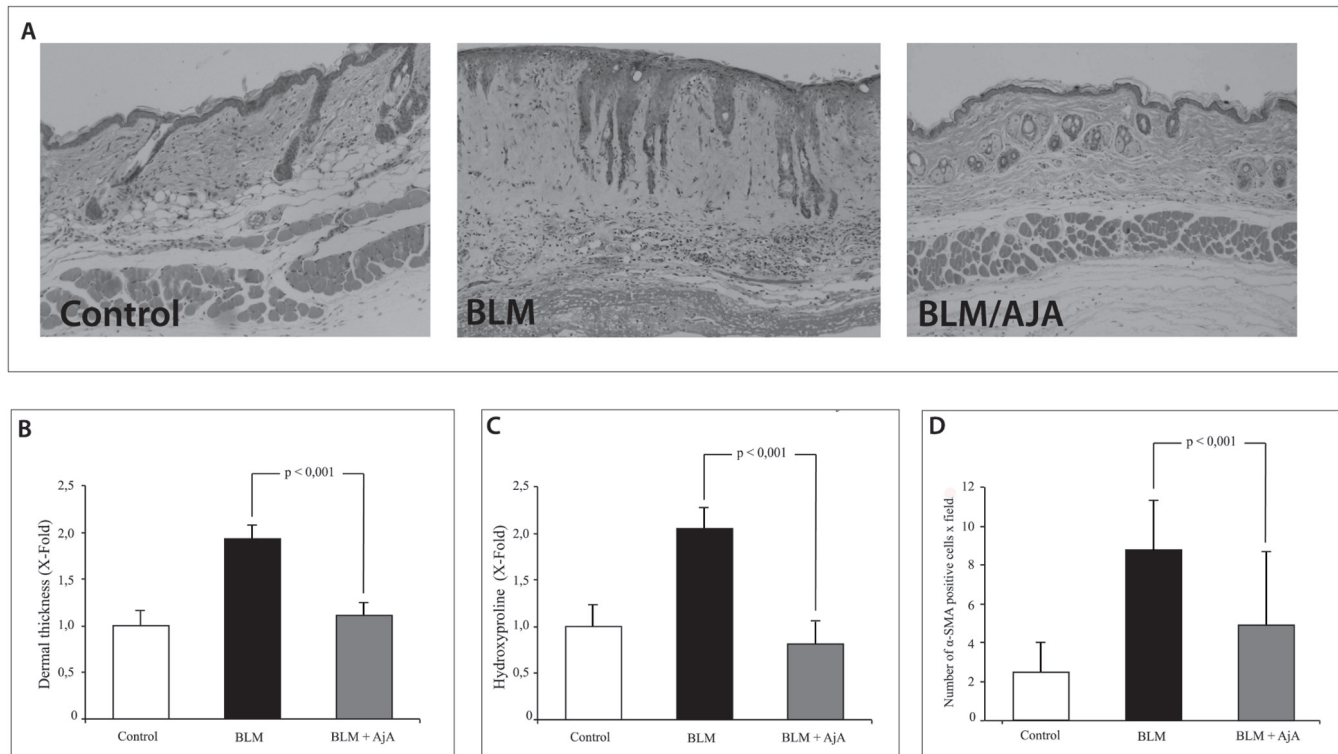 A
Control
BLM
BLM/AJA
B
p < 0,001
Dermal thickness (X-Fold)
2,5
2,0
1,5
1,0
0,5
0
Control
BLM
BLM + AjA
C
p < 0,001
Hydroxyproline (X-Fold)
2,5
2,0
1,5
1,0
0,5
0
Control
BLM
BLM + AjA
D
p < 0,001
Number of α-SMA positive cells x field
12
10
8
6
4
2
0
Control
BLM
BLM + AjA